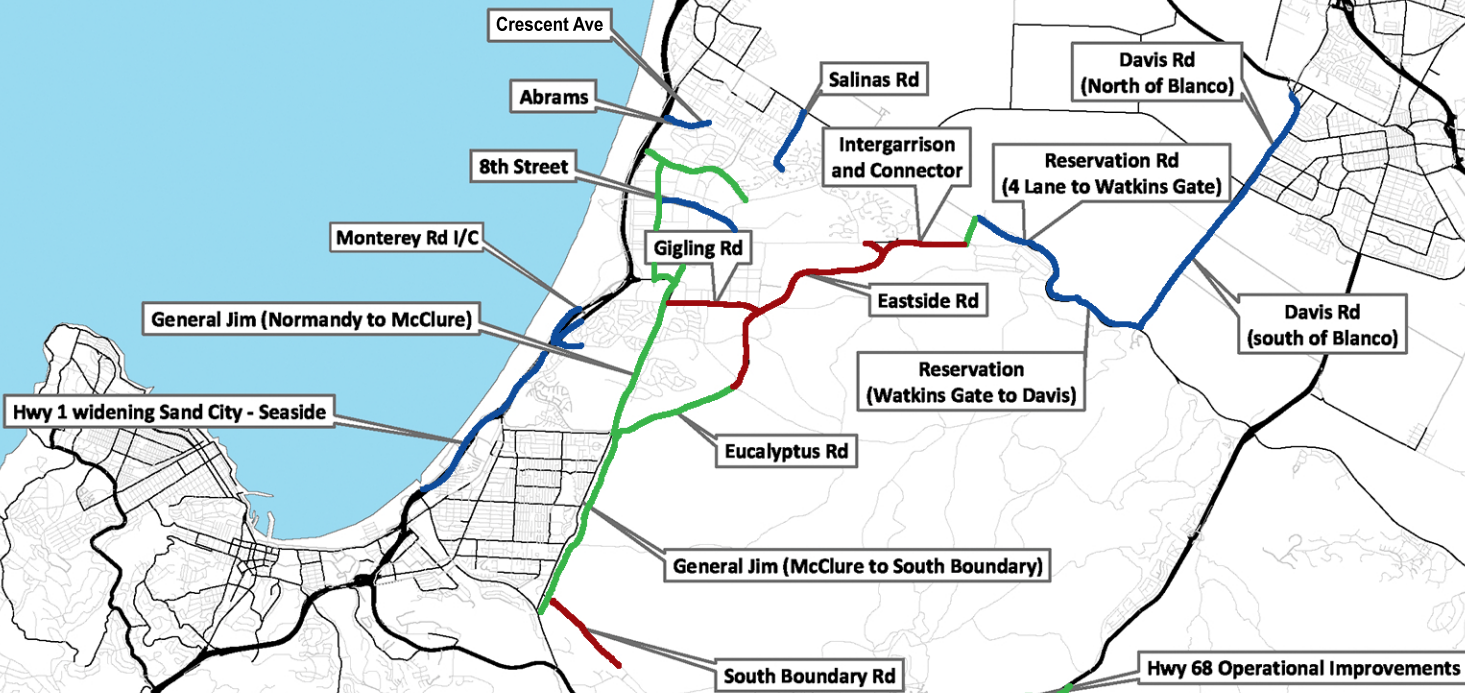 Crescent Ave
Abrams
8th Street
Monterey Rd I/C
General Jim (Normandy to McClure)
Hwy 1 widening Sand City - Seaside
Salinas Rd
Intergarrison
and Connector
Davis Rd
(North of Blanco)
Reservation Rd
(4 Lane to Watkins Gate)
Gigling Rd
Eastside Rd
Davis Rd
(south of Blanco)
Reservation
(Watkins Gate to Davis)
Eucalyptus Rd
General Jim (McClure to South Boundary)
South Boundary Rd
Hwy 68 Operational Improvements